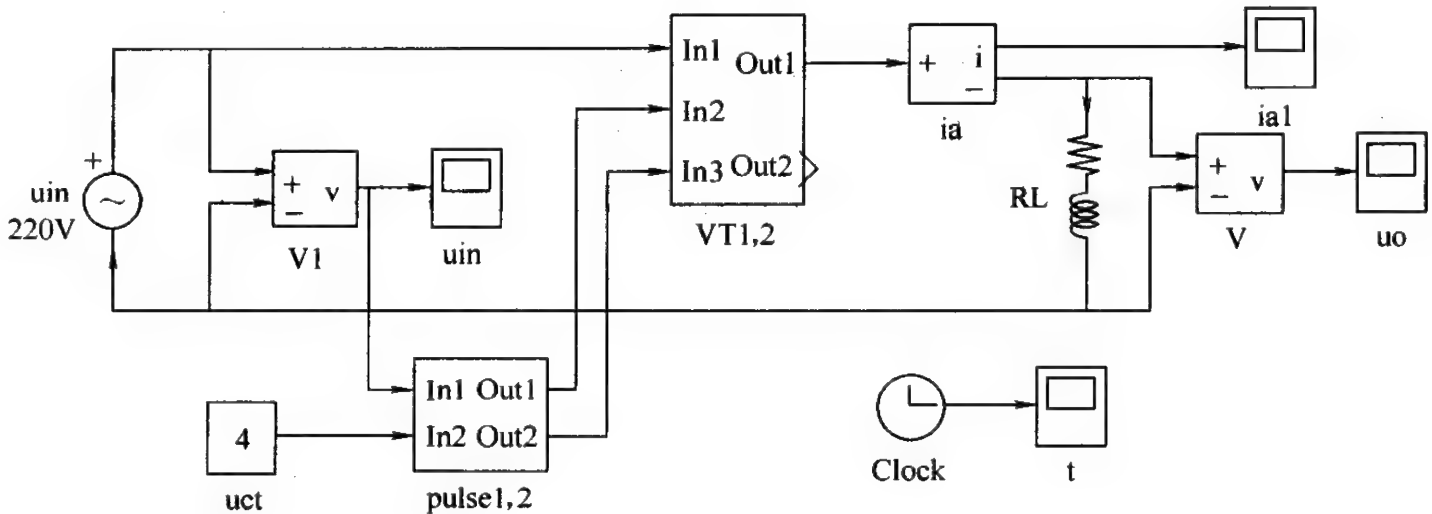 In1
Out1
In2
In3
Out2
VT1,2
+
i
−
ia
ia1
+
uin
220V
~
+
−
v
V1
uin
RL
+
−
v
V
uo
4
uct
In1 Out1
In2 Out2
pulse1,2
Clock
t